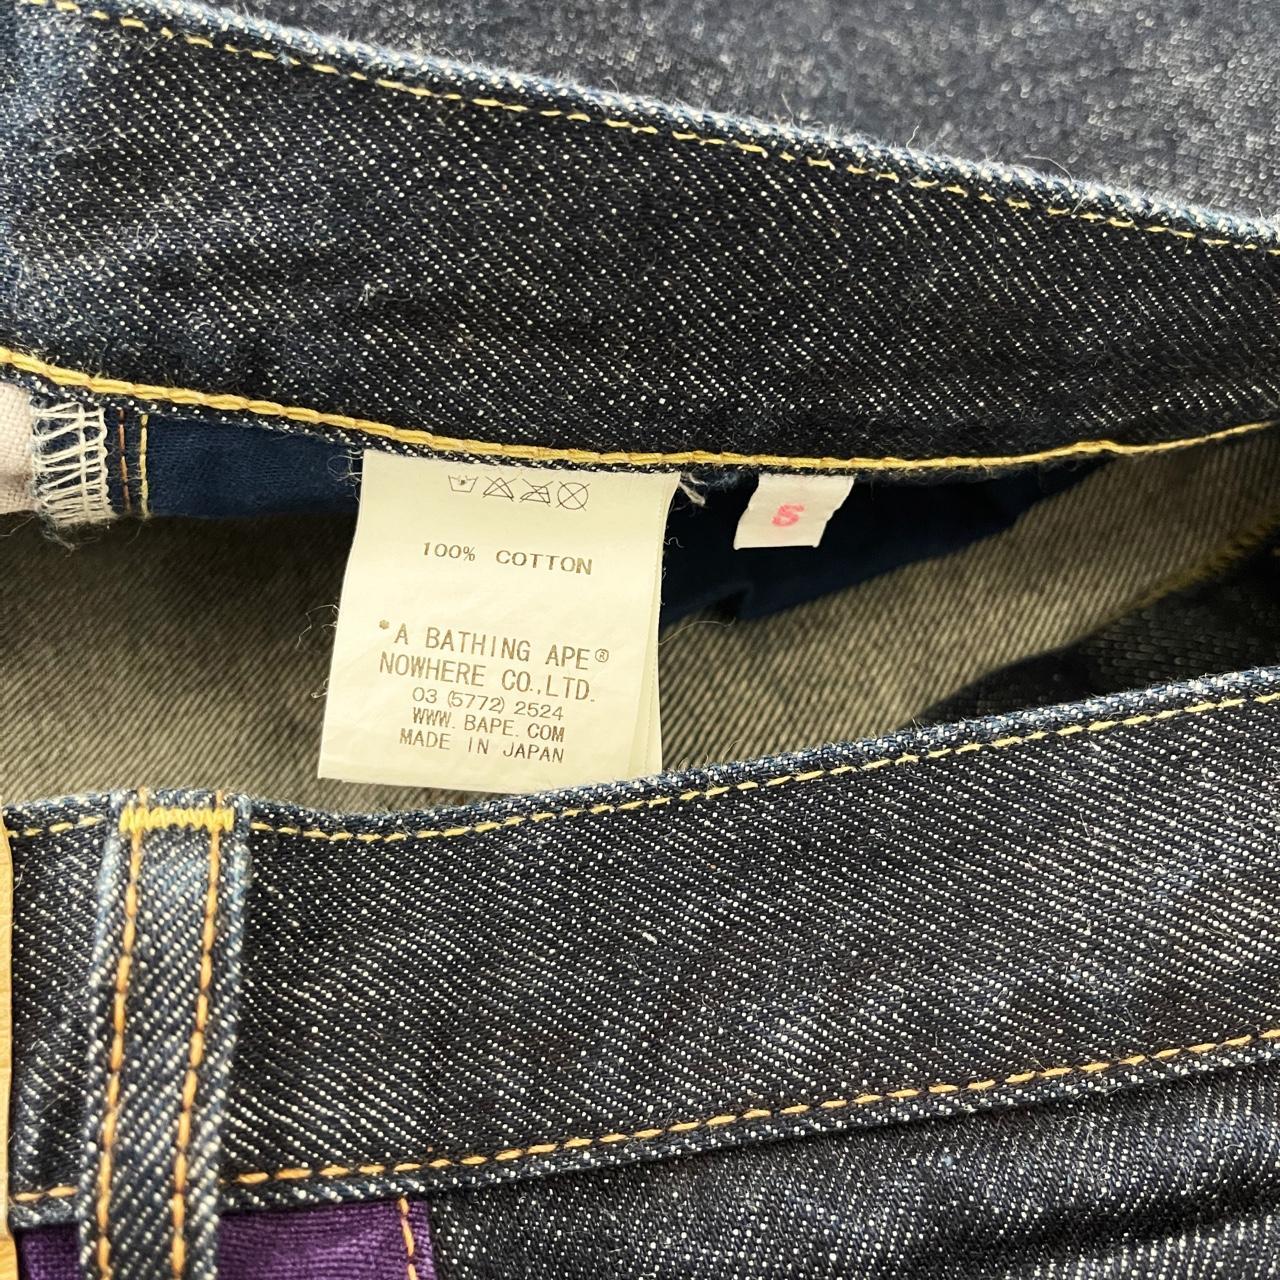 100% COTTON
*A BATHING APE®
NOWHERE CO.,LTD.
03 (5772) 2524
WWW. BAPE. COM
MADE IN JAPAN
S